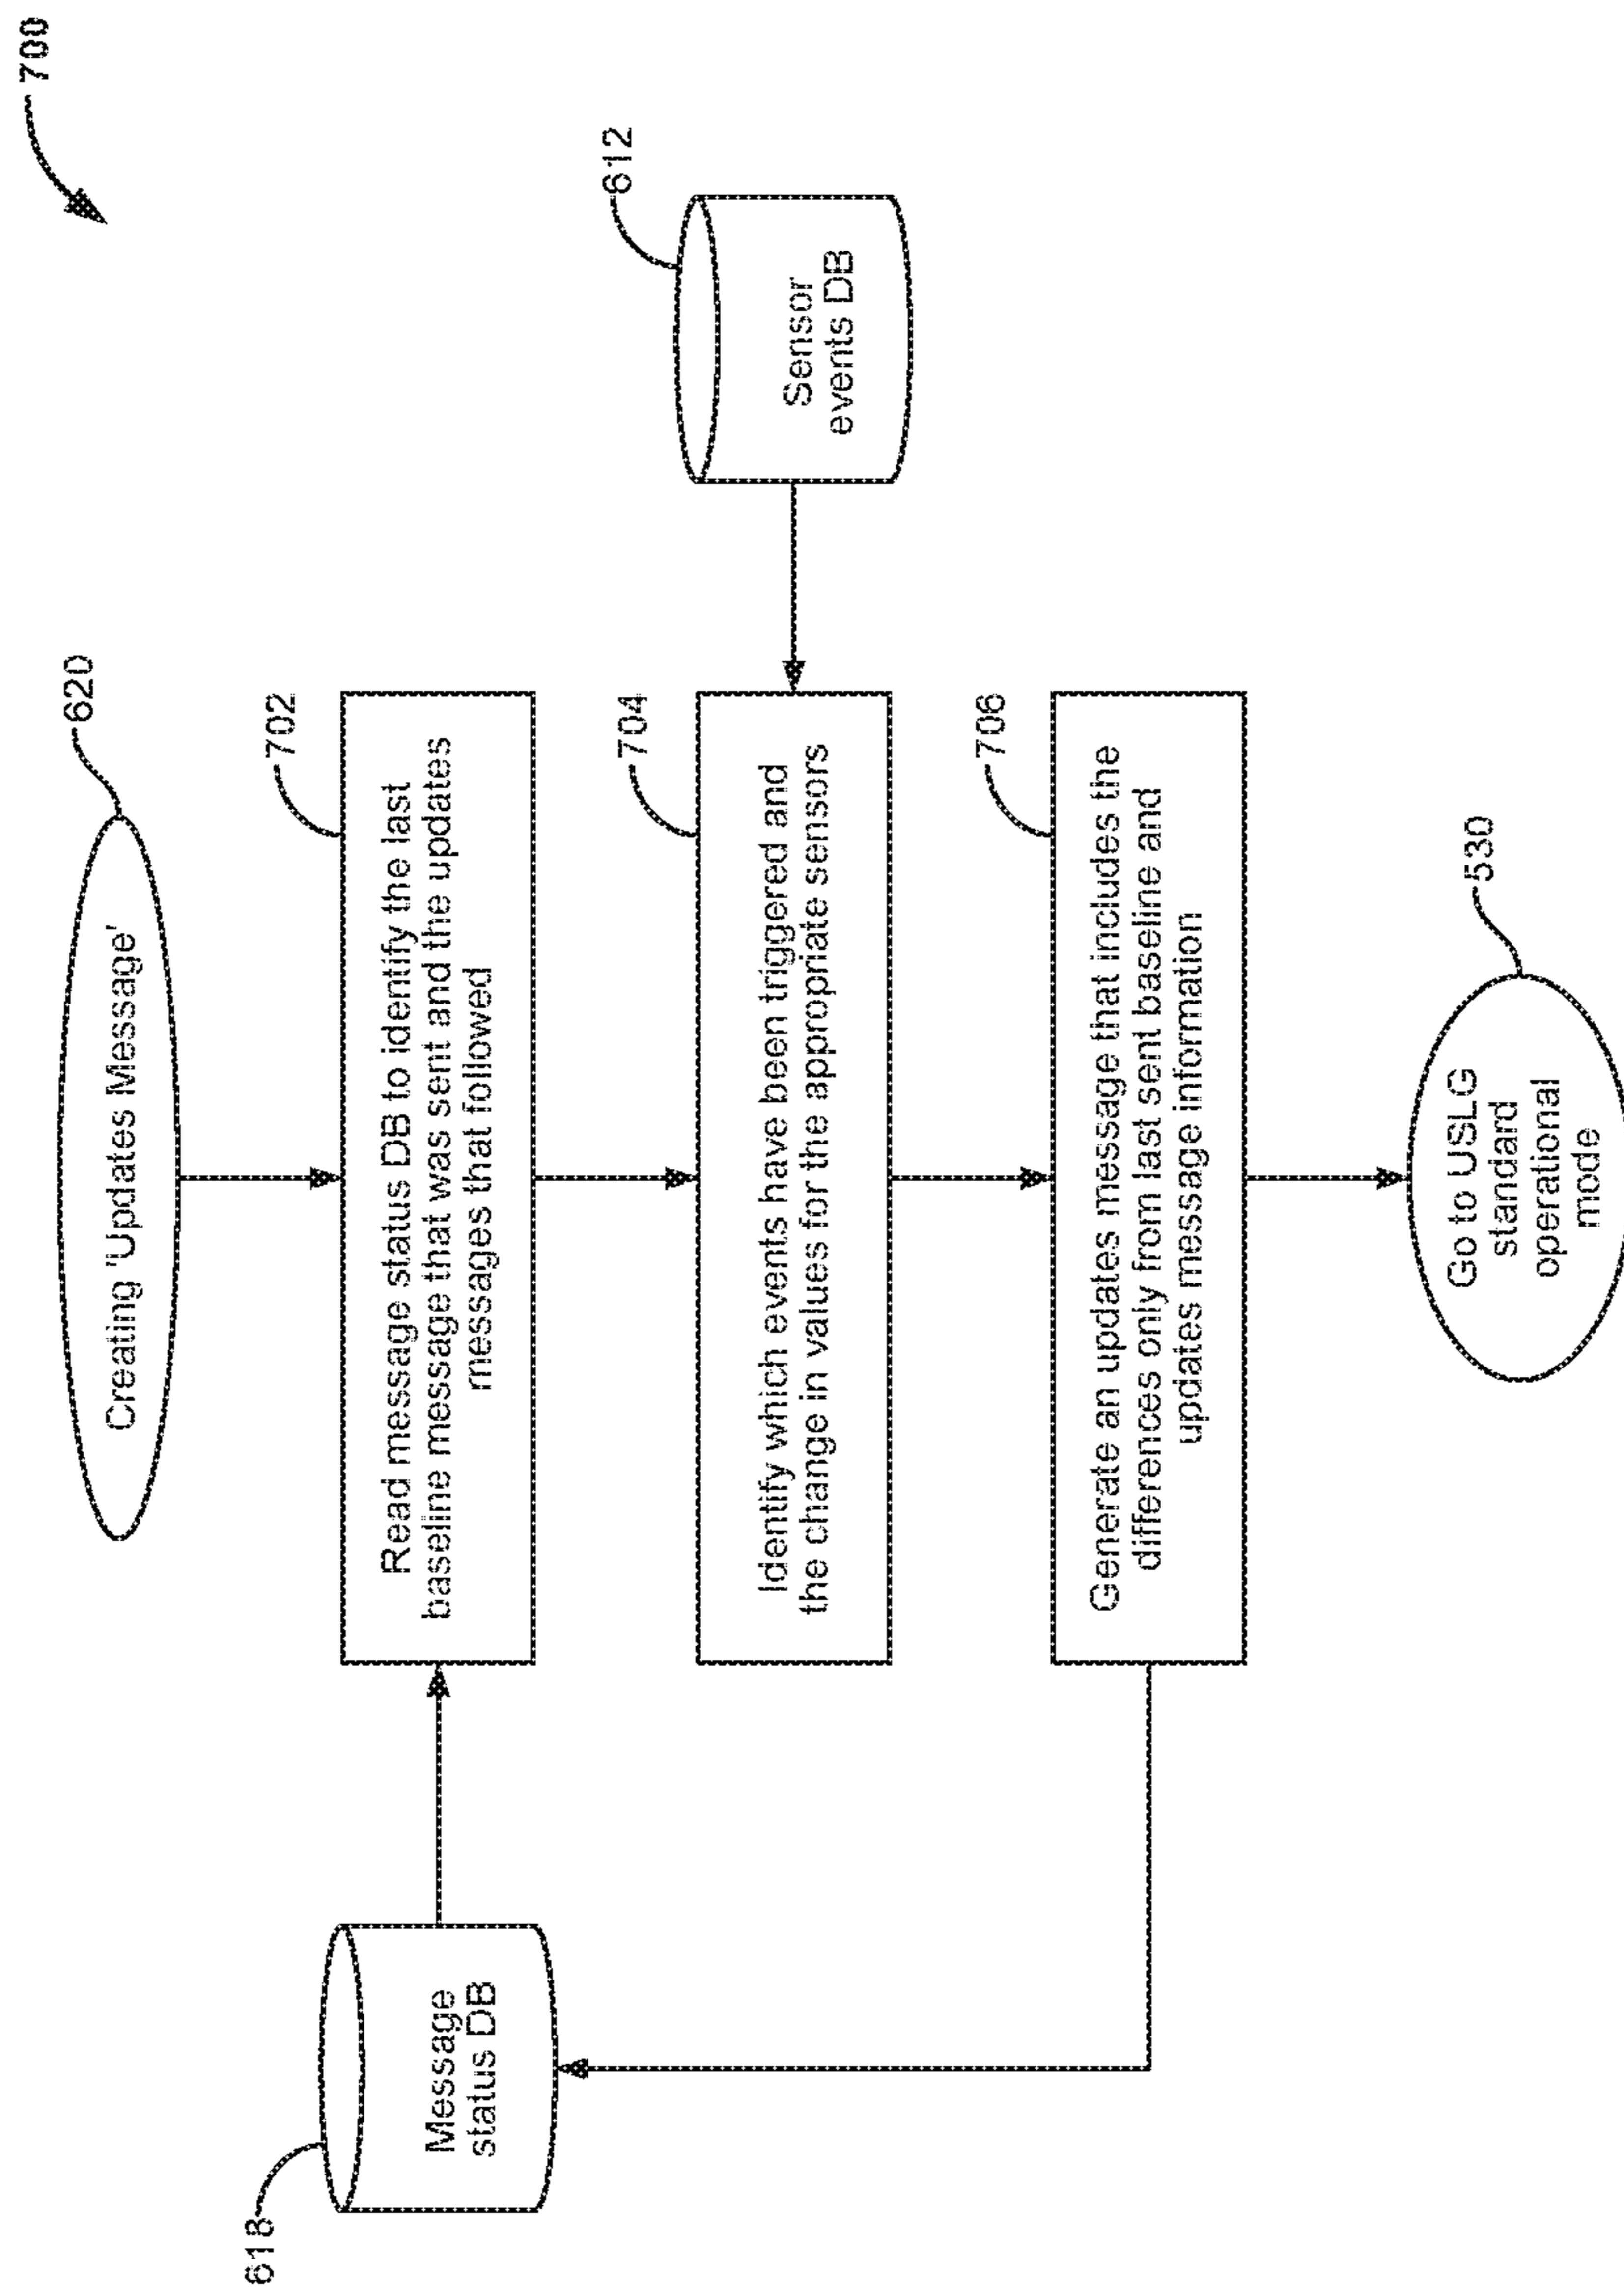 700
Creating 'Updates Message'
620
702
Read message status DB to identify the last
baseline message that was sent and the updates
messages that followed
618
Message
status DB
704
Identify which events have been triggered and
the change in values for the appropriate sensors
612
Sensor
events DB
706
Generate an updates message that includes the
differences only from last sent baseline and
updates message information
530
Go to USLG
standard
operational
mode